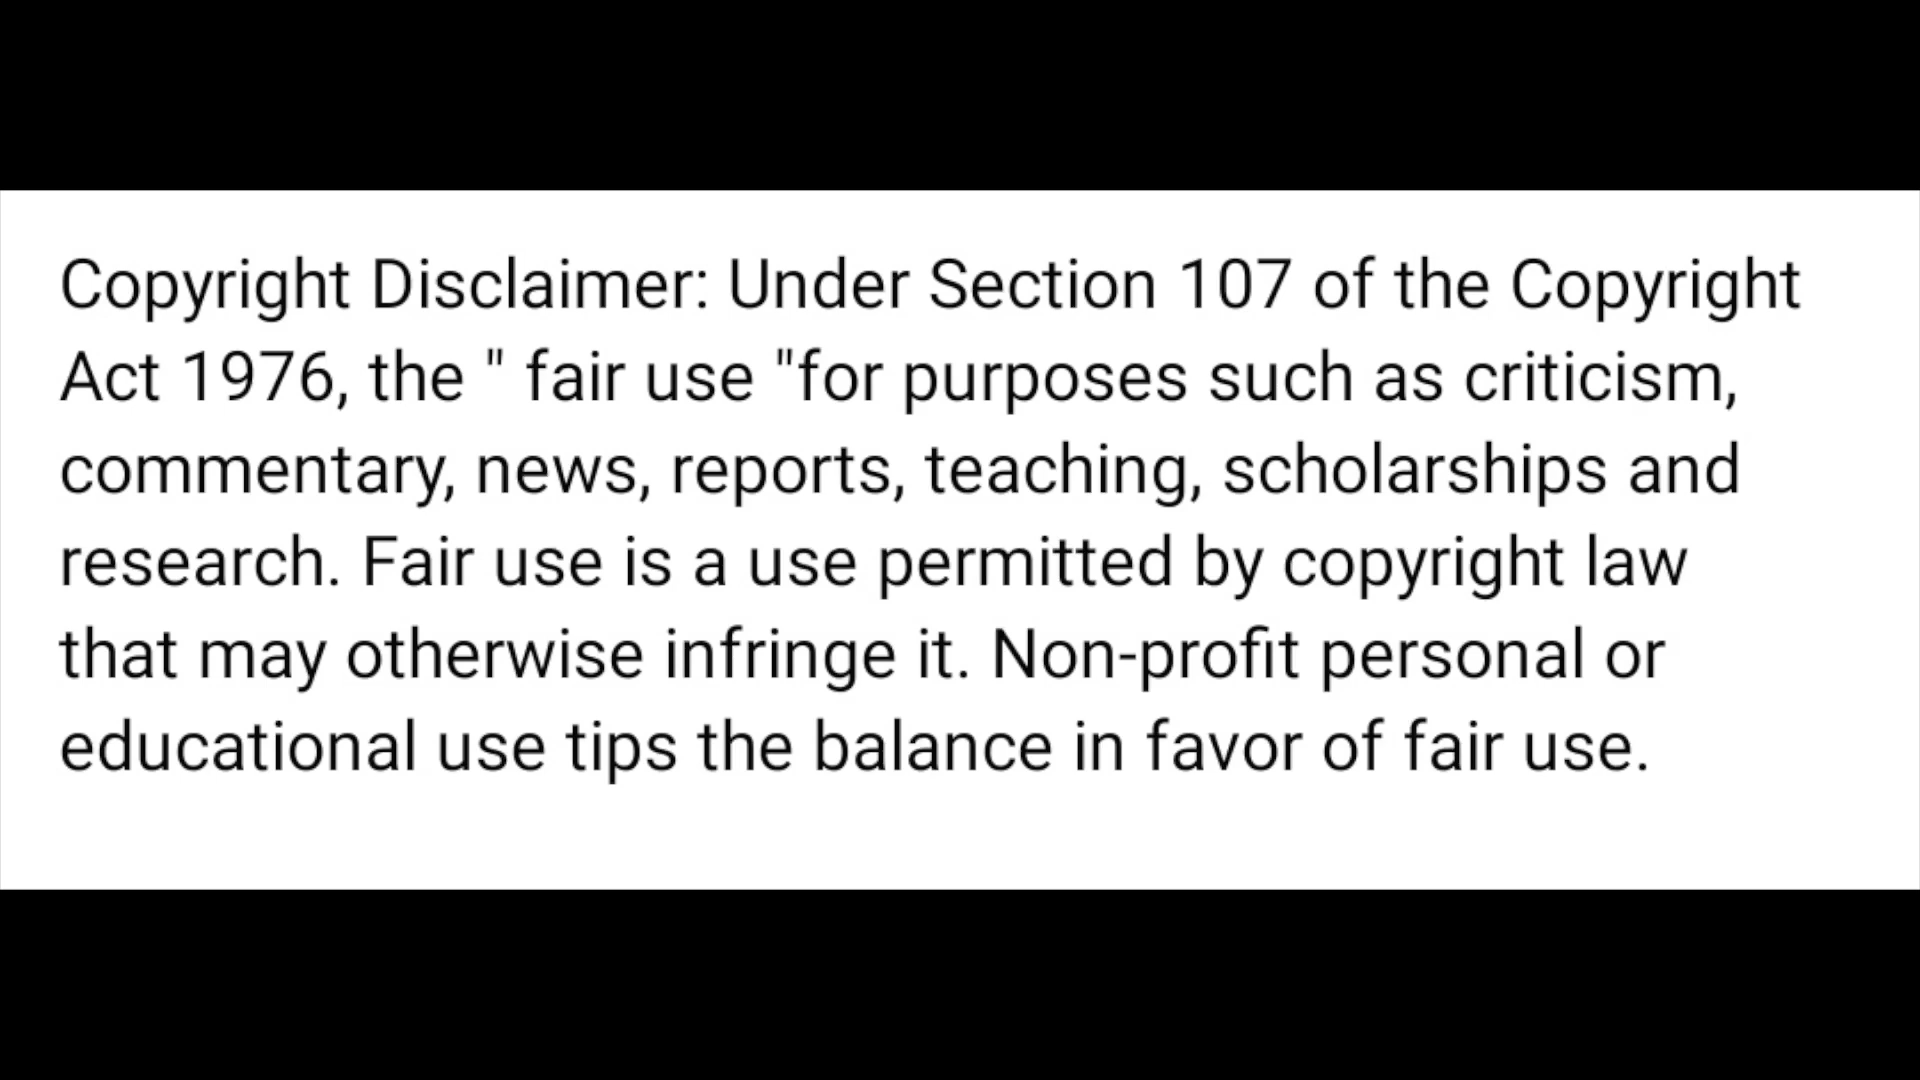 Copyright Disclaimer: Under Section 107 of the Copyright
Act 1976, the " fair use "for purposes such as criticism,
commentary, news, reports, teaching, scholarships and
research. Fair use is a use permitted by copyright law
that may otherwise infringe it. Non-profit personal or
educational use tips the balance in favor of fair use.